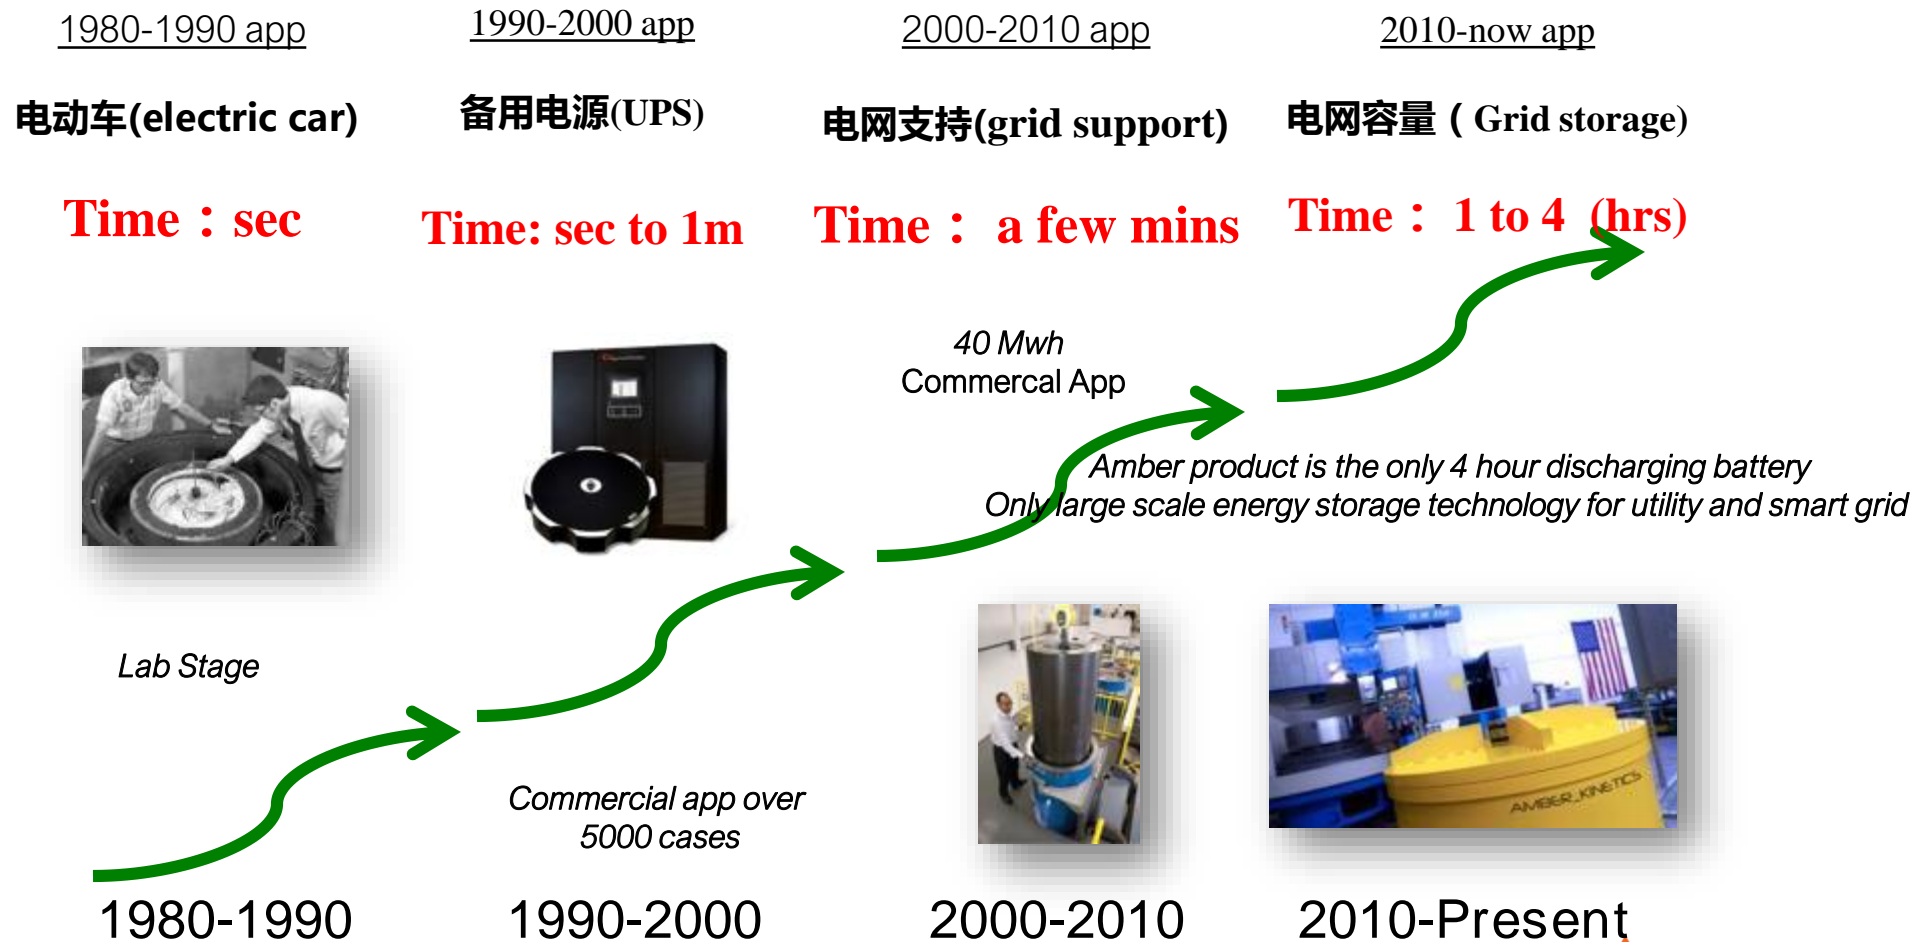 1980-1990 app
1990-2000 app
2000-2010 app
2010-now app
电动车(electric car)
备用电源(UPS)
电网支持(grid support)
电网容量（ Grid storage)
Time：sec
Time: sec to 1m
Time： a few mins
Time： 1 to 4 (hrs)
40 Mwh
Commercal App
Amber product is the only 4 hour discharging battery
Only large scale energy storage technology for utility and smart grid
Lab Stage
Commercial app over
5000 cases
AMBER_KINETICS
1980-1990
1990-2000
2000-2010
2010-Present